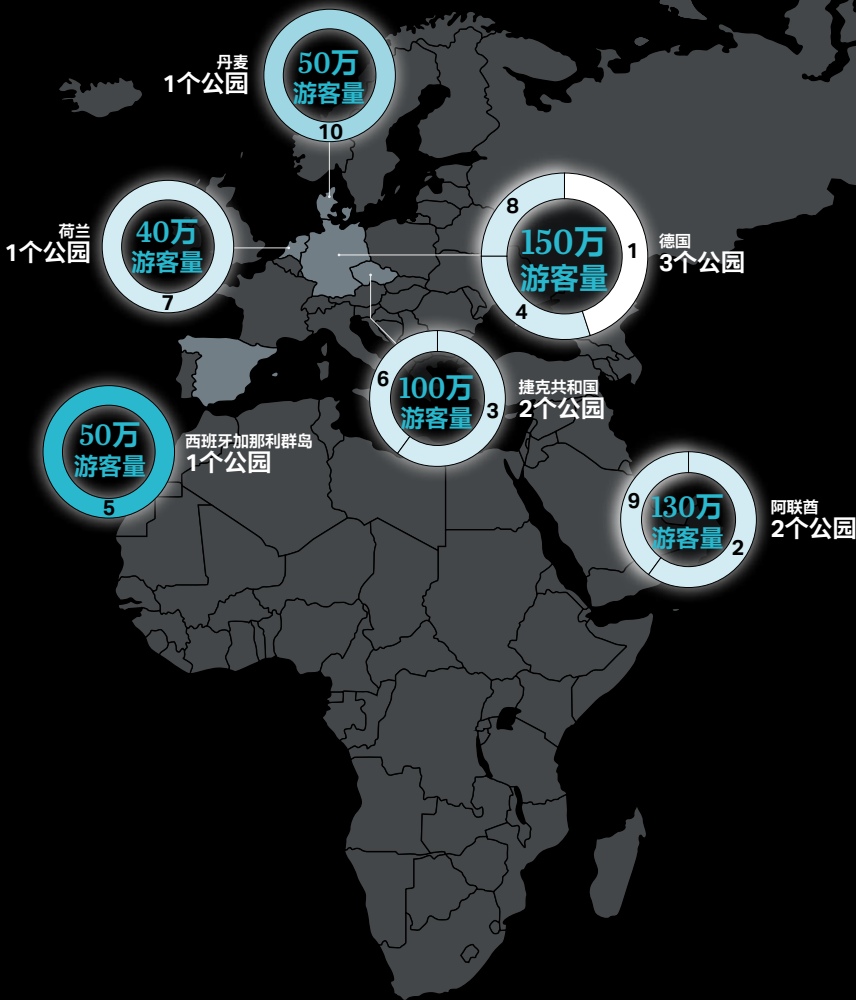 丹麦
1个公园
50万
游客量
10
荷兰
1个公园
40万
游客量
7
8
150万
游客量
1
4
德国
3个公园
6
100万
游客量
3
捷克共和国
2个公园
50万
游客量
5
西班牙加那利群岛
1个公园
9
130万
游客量
2
阿联酋
2个公园